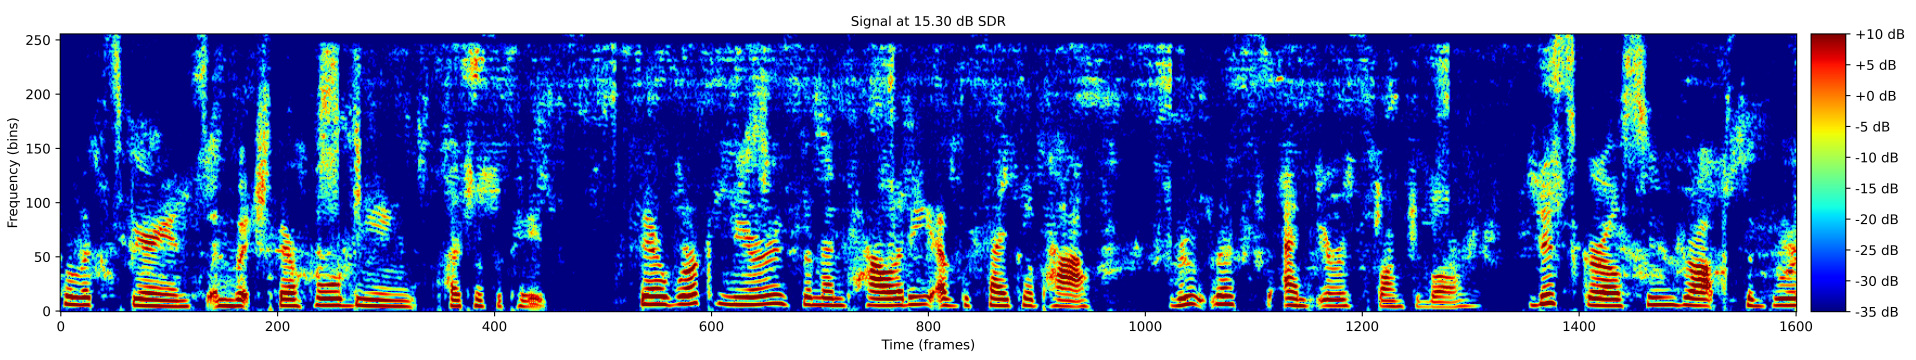 Signal at 15.30 dB SDR
Frequency (bins)
250
200
150
100
50
0
0 200 400 600 800 1000 1200 1400 1600
Time (frames)
+10 dB
+5 dB
+0 dB
-5 dB
-10 dB
-15 dB
-20 dB
-25 dB
-30 dB
-35 dB